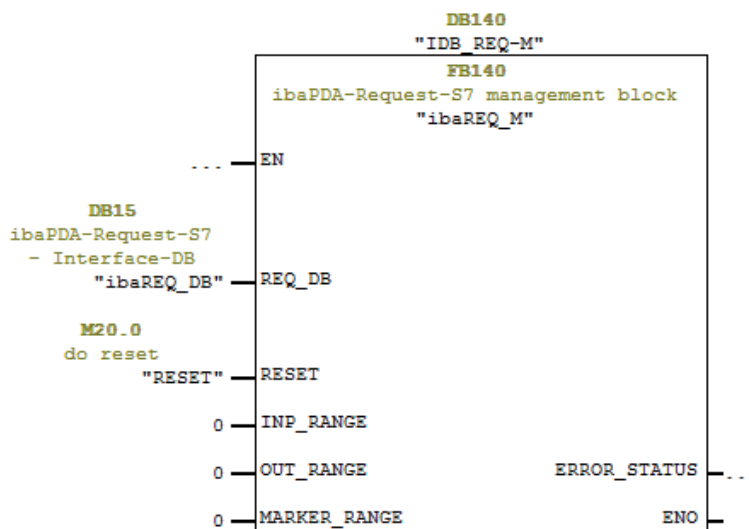 DB140
"IDB_REQ-M"
FB140
ibaPDA-Request-S7 management block
"ibaREQ_M"
... EN
DB15
ibaPDA-Request-S7
- Interface-DB
"ibaREQ_DB" REQ_DB
M20.0
do reset
"RESET" RESET
0 INP_RANGE
0 OUT_RANGE ERROR_STATUS ..
0 MARKER_RANGE ENO